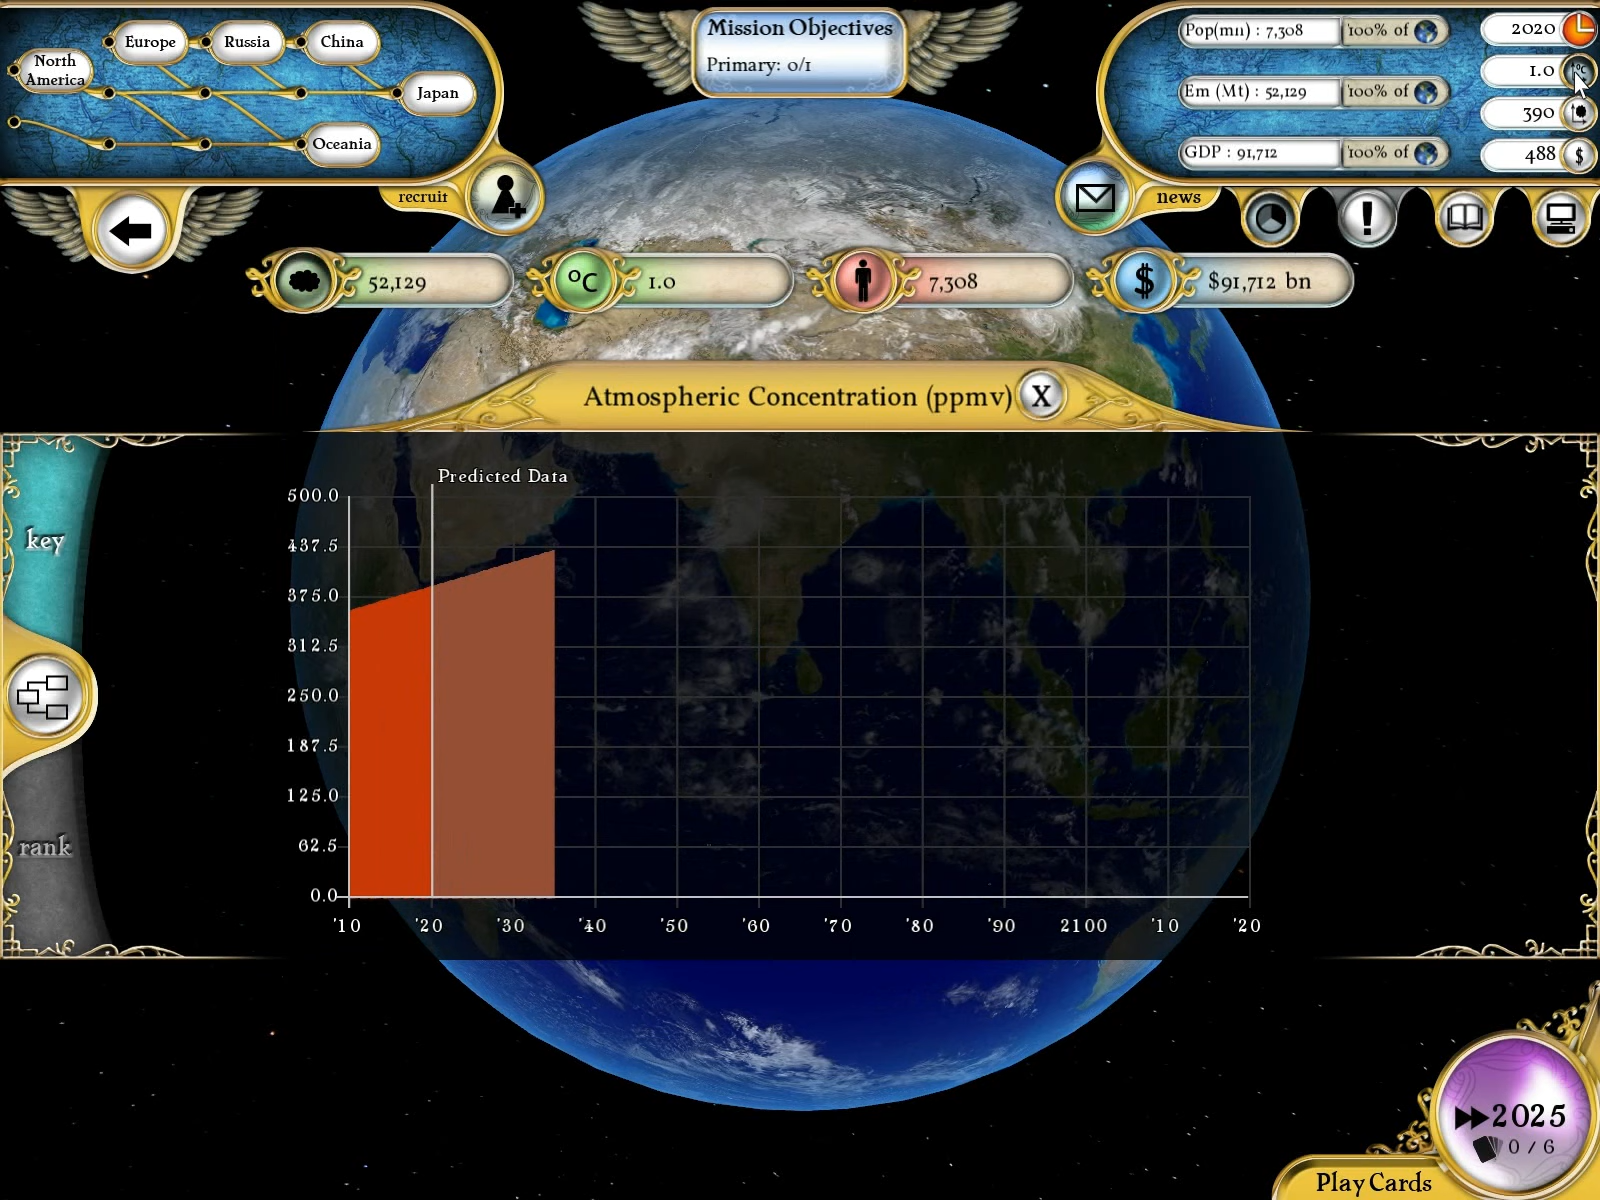 North
America
Europe
Russia
China
Japan
Oceania
recruit
Mission Objectives
Primary: 0/1
Pop(mn) : 7,308
100% of
2020
1.0
Em (Mt) : 52,129
100% of
390
GDP : 91,712
100% of
488
$
news
!
52,129
°C
1.0
7,308
$
$91,712 bn
Atmospheric Concentration (ppmv)
X
key
rank
Predicted Data
500.0
437.5
375.0
312.5
250.0
187.5
125.0
62.5
0.0
'10
'20
'30
'40
'50
'60
'70
'80
'90
2100
'10
'20
2025
0 / 6
Play Cards